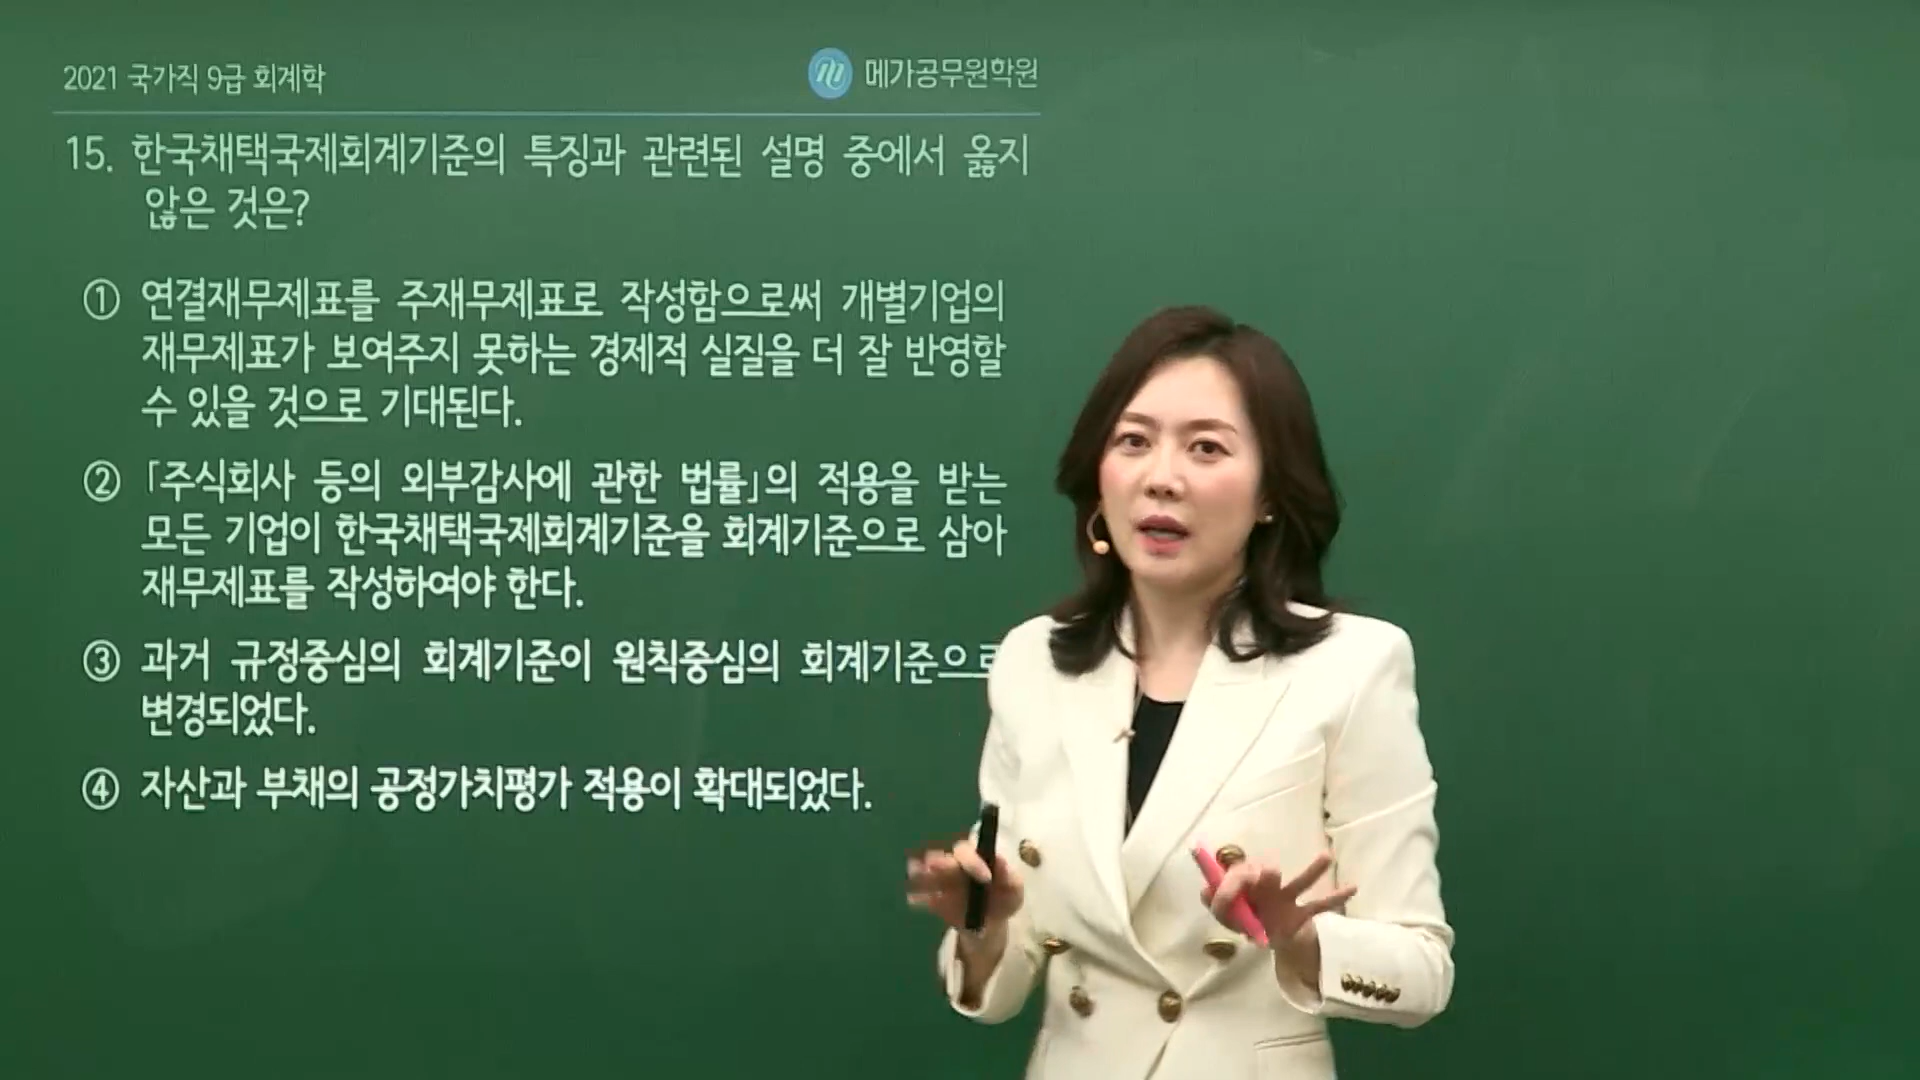 2021 국가직 9급 회계학
메가공무원학원
15. 한국채택국제회계기준의 특징과 관련된 설명 중에서 옳지
않은 것은?
① 연결재무제표를 주재무제표로 작성함으로써 개별기업의
재무제표가 보여주지 못하는 경제적 실질을 더 잘 반영할
수 있을 것으로 기대된다.
② 「주식회사 등의 외부감사에 관한 법률」의 적용을 받는
모든 기업이 한국채택국제회계기준을 회계기준으로 삼아
재무제표를 작성하여야 한다.
③ 과거 규정중심의 회계기준이 원칙중심의 회계기준으로
변경되었다.
④ 자산과 부채의 공정가치평가 적용이 확대되었다.